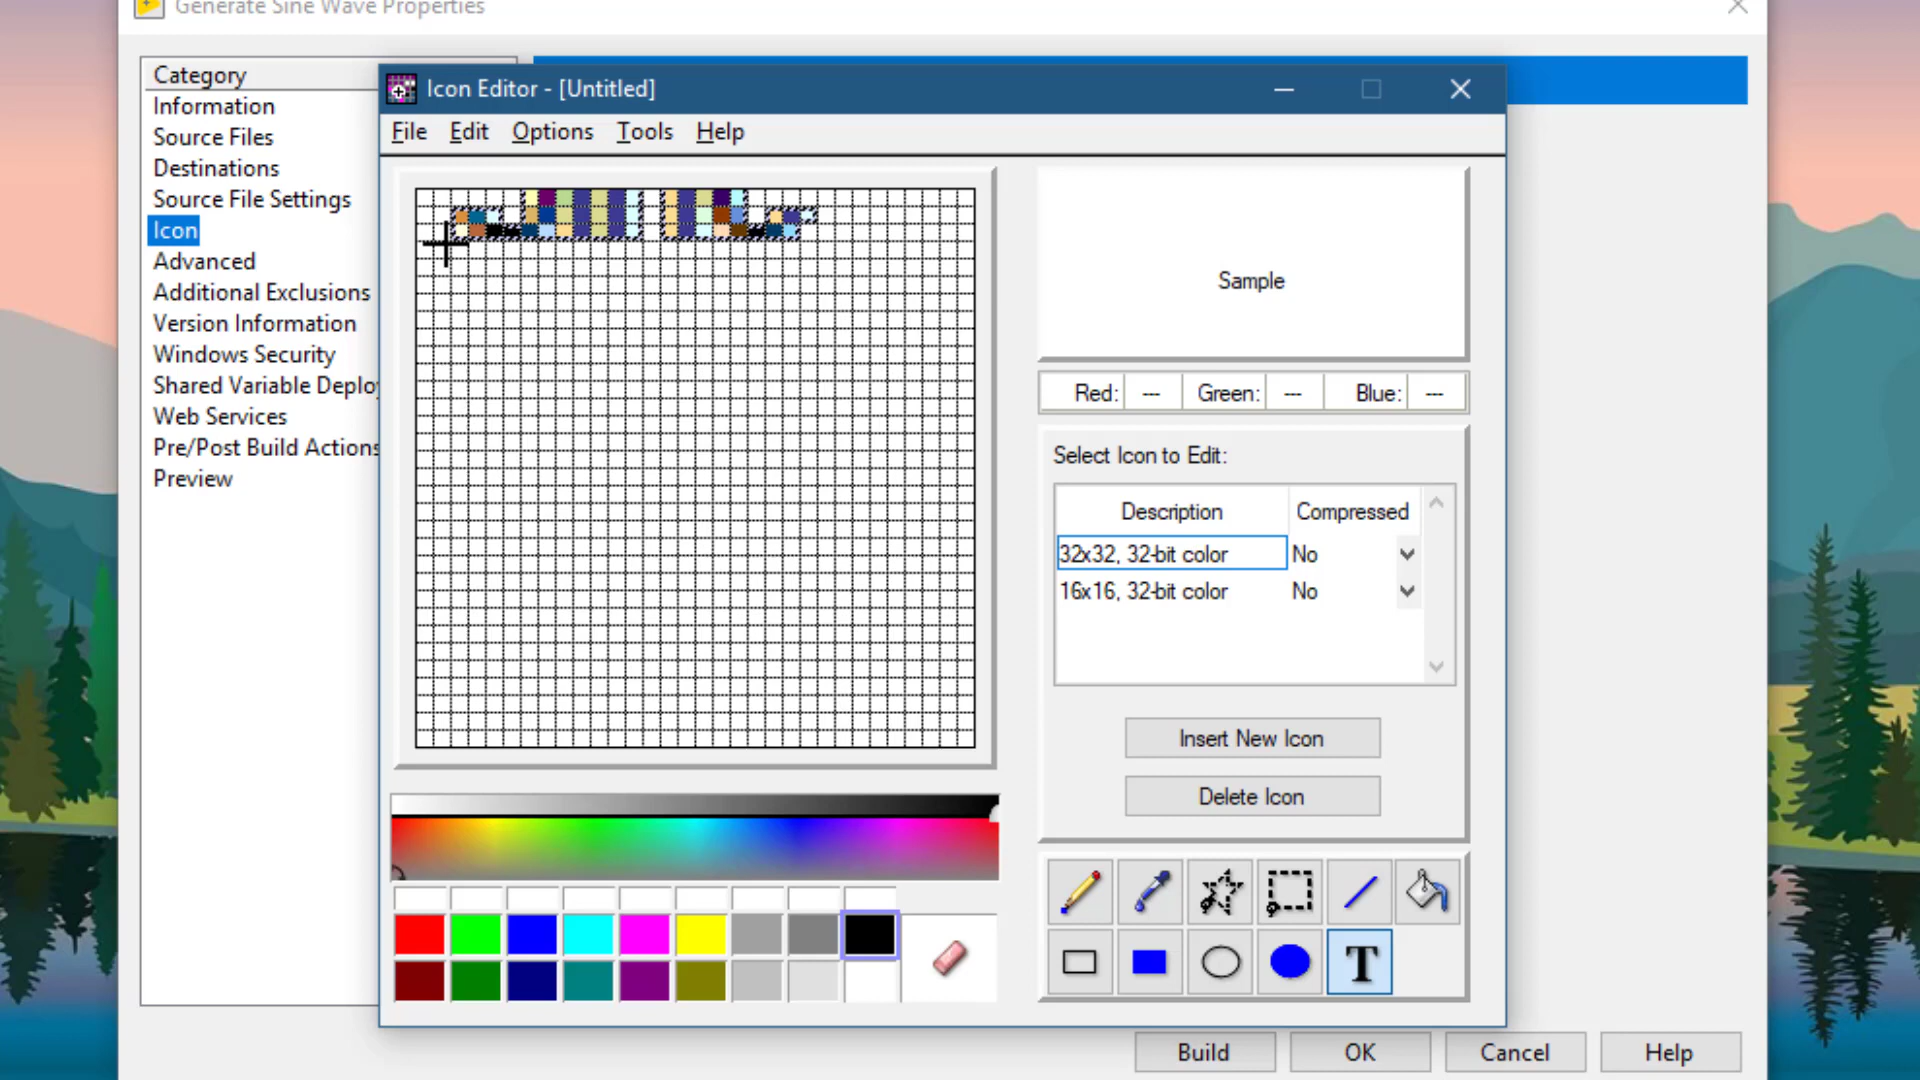 Generate Sine Wave Properties
Category
Information
Source Files
Destinations
Source File Settings
Icon
Advanced
Additional Exclusions
Version Information
Windows Security
Shared Variable Deplo
Web Services
Pre/Post Build Actions
Preview
Icon Editor - [Untitled]
File Edit Options Tools Help
Sample
Red: --- Green: --- Blue: ---
Select Icon to Edit:
Description Compressed
32x32, 32-bit color No
16x16, 32-bit color No
Insert New Icon
Delete Icon
T
Build OK Cancel Help